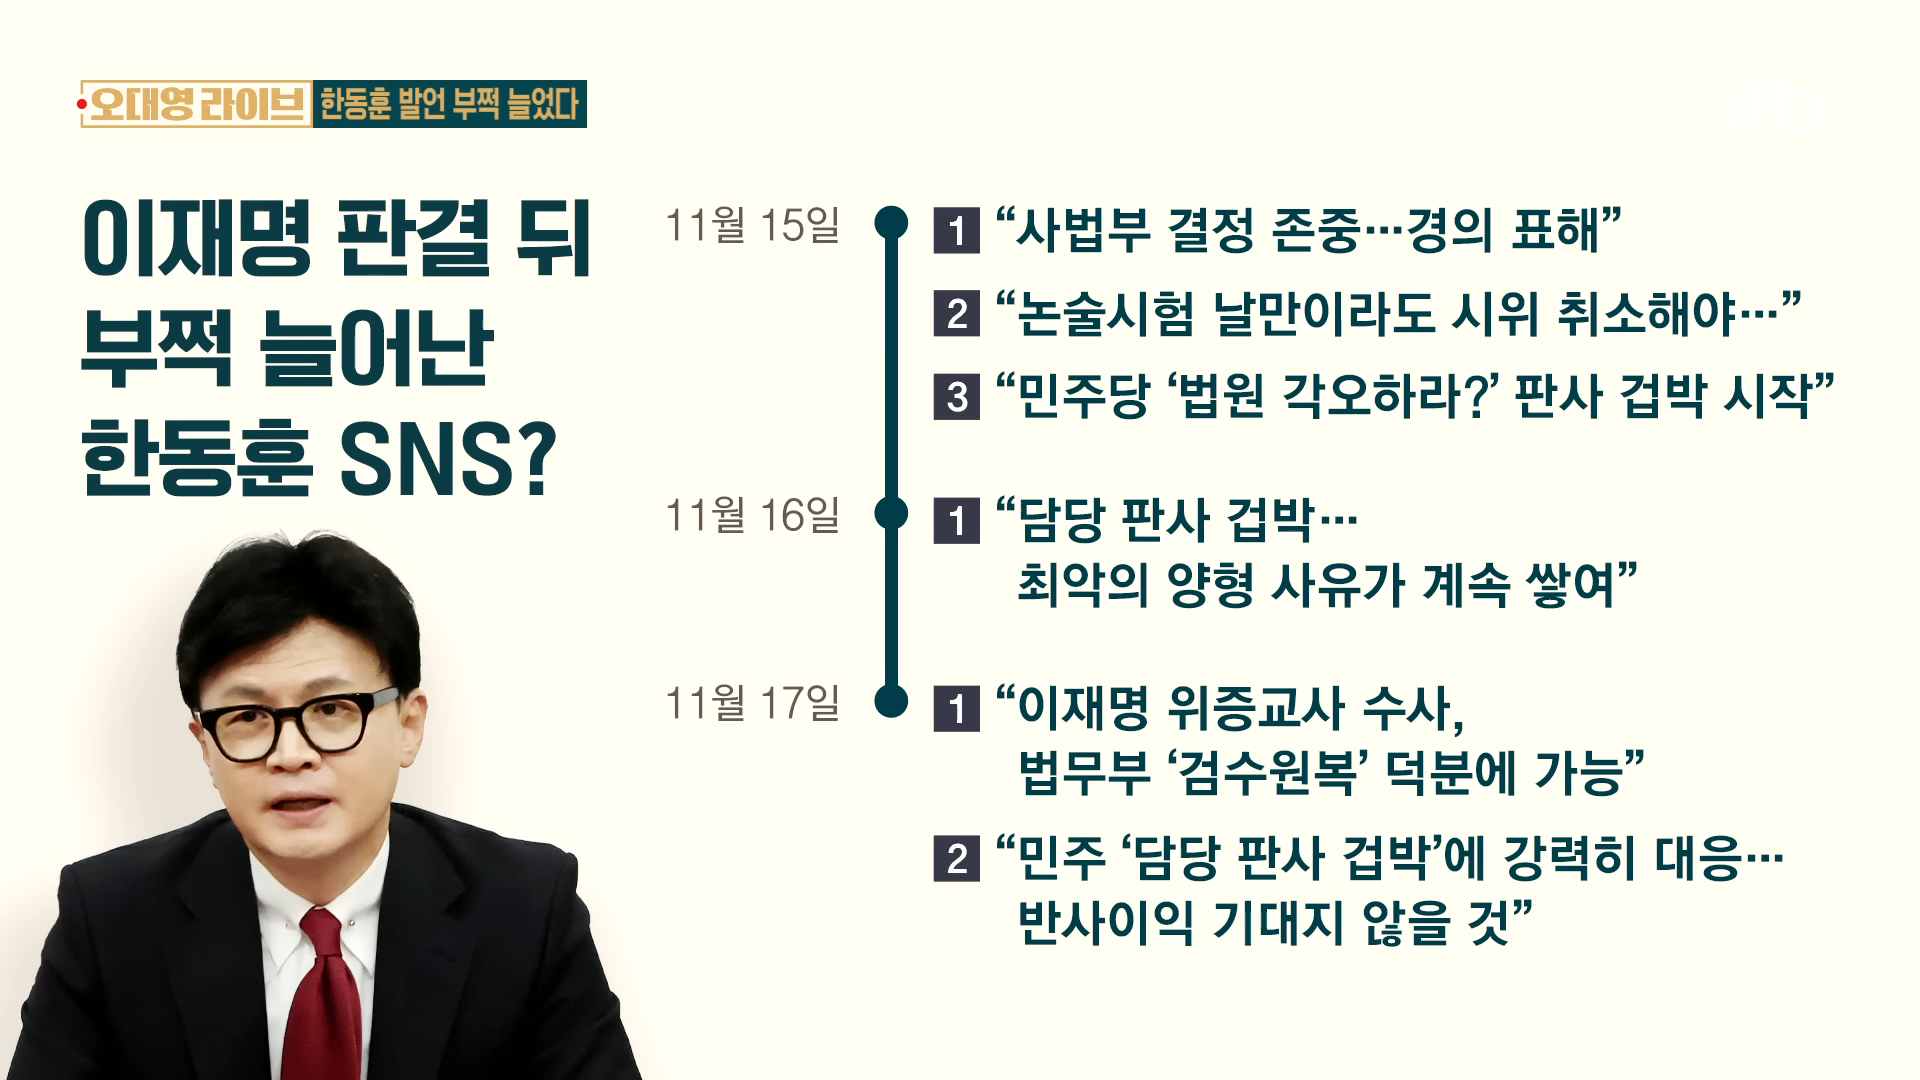 오대영 라이브
한동훈 발언 부쩍 늘었다
jtbc
이재명 판결 뒤
부쩍 늘어난
한동훈 SNS?
11월 15일
1 “사법부 결정 존중…경의 표해”
2 “논술시험 날만이라도 시위 취소해야…”
3 “민주당 ‘법원 각오하라?’ 판사 겁박 시작”
11월 16일
1 “담당 판사 겁박…
최악의 양형 사유가 계속 쌓여”
11월 17일
1 “이재명 위증교사 수사,
법무부 ‘검수원복’ 덕분에 가능”
2 “민주 ‘담당 판사 겁박’에 강력히 대응…
반사이익 기대지 않을 것”